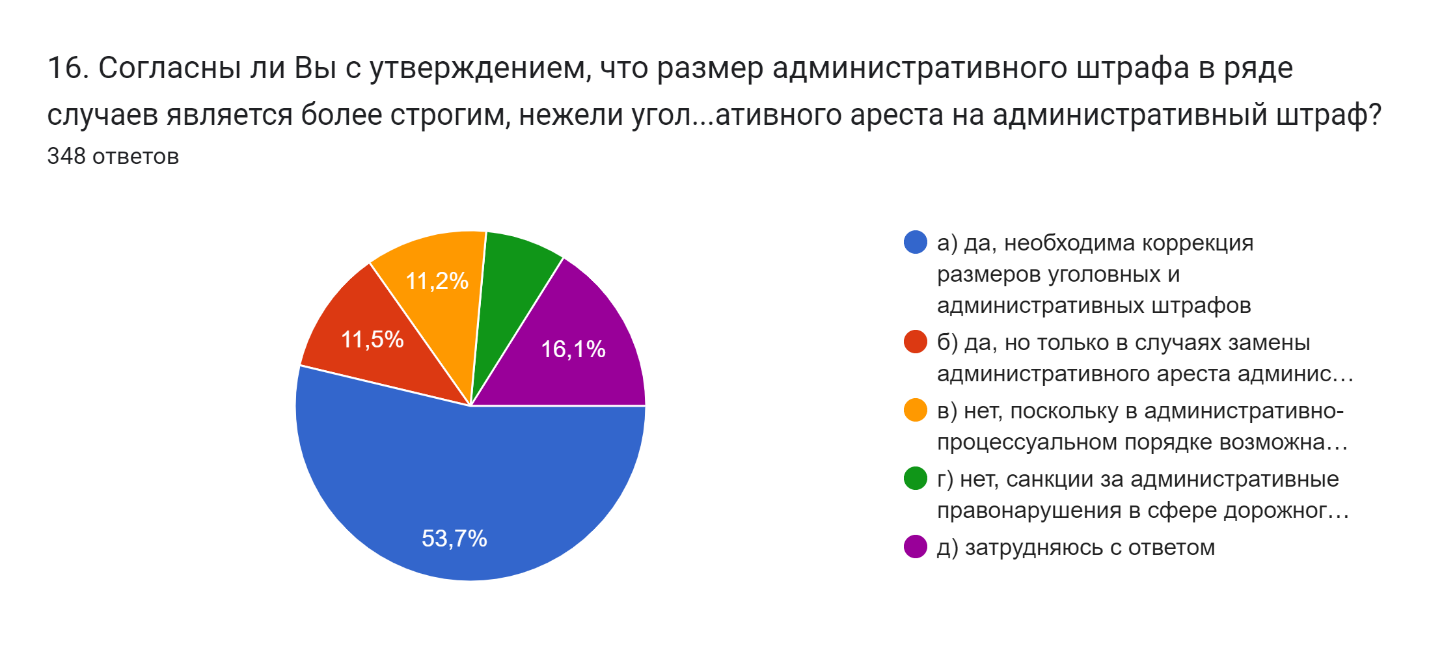 16. Согласны ли Вы с утверждением, что размер административного штрафа в ряде
случаев является более строгим, нежели угол...ативного ареста на административный штраф?
348 ответов
11,2%
11,5%
16,1%
53,7%
а) да, необходима коррекция
размеров уголовных и
административных штрафов
б) да, но только в случаях замены
административного ареста админис...
в) нет, поскольку в административно-
процессуальном порядке возможна...
г) нет, санкции за административные
правонарушения в сфере дорожног...
д) затрудняюсь с ответом